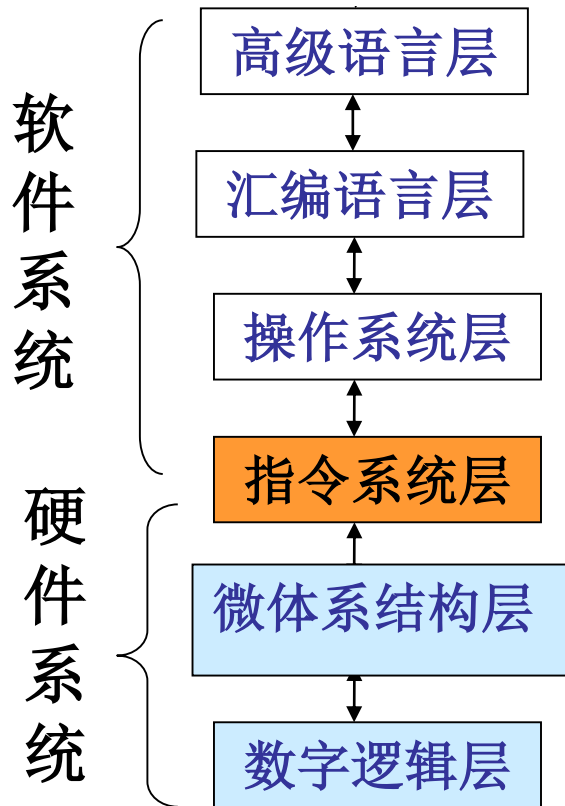 高级语言层
软件系统
汇编语言层
操作系统层
指令系统层
硬件系统
微体系结构层
数字逻辑层